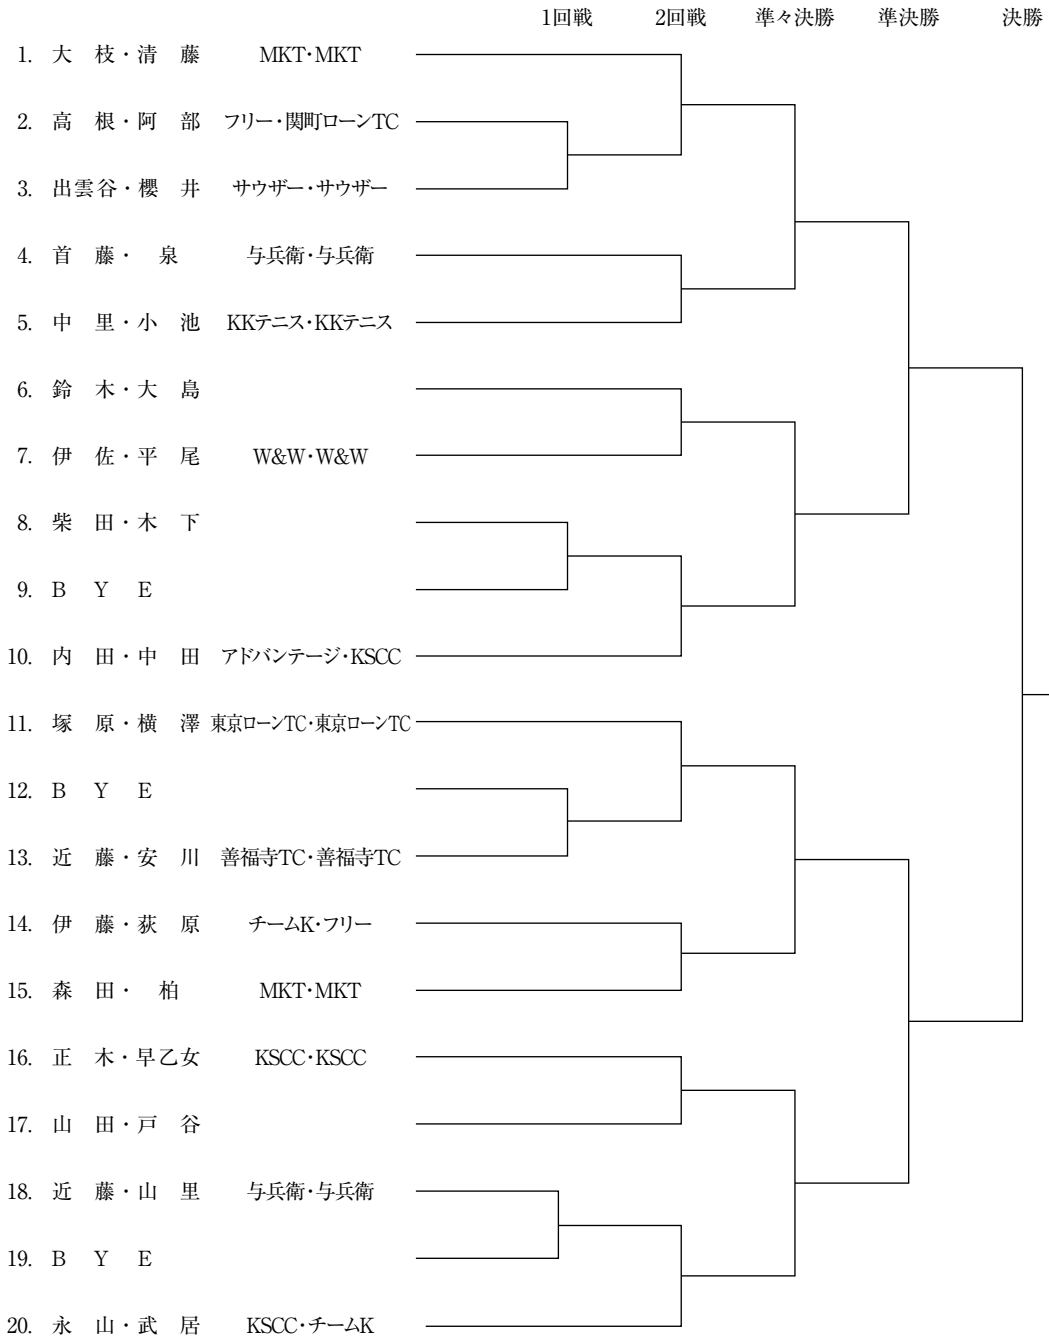 1回戦 2回戦 準々決勝 準決勝 決勝
1. 大 枝・清 藤 MKT・MKT
2. 高 根・阿 部 フリー・関町ローンTC
3. 出雲谷・櫻 井 サウザー・サウザー
4. 首 藤・ 泉 与兵衛・与兵衛
5. 中 里・小 池 KKテニス・KKテニス
6. 鈴 木・大 島
7. 伊 佐・平 尾 W&W・W&W
8. 柴 田・木 下
9. B Y E
10. 内 田・中 田 アドバンテージ・KSCC
11. 塚 原・横 澤 東京ローンTC・東京ローンTC
12. B Y E
13. 近 藤・安 川 善福寺TC・善福寺TC
14. 伊 藤・荻 原 チームK・フリー
15. 森 田・ 柏 MKT・MKT
16. 正 木・早乙女 KSCC・KSCC
17. 山 田・戸 谷
18. 近 藤・山 里 与兵衛・与兵衛
19. B Y E
20. 永 山・武 居 KSCC・チームK